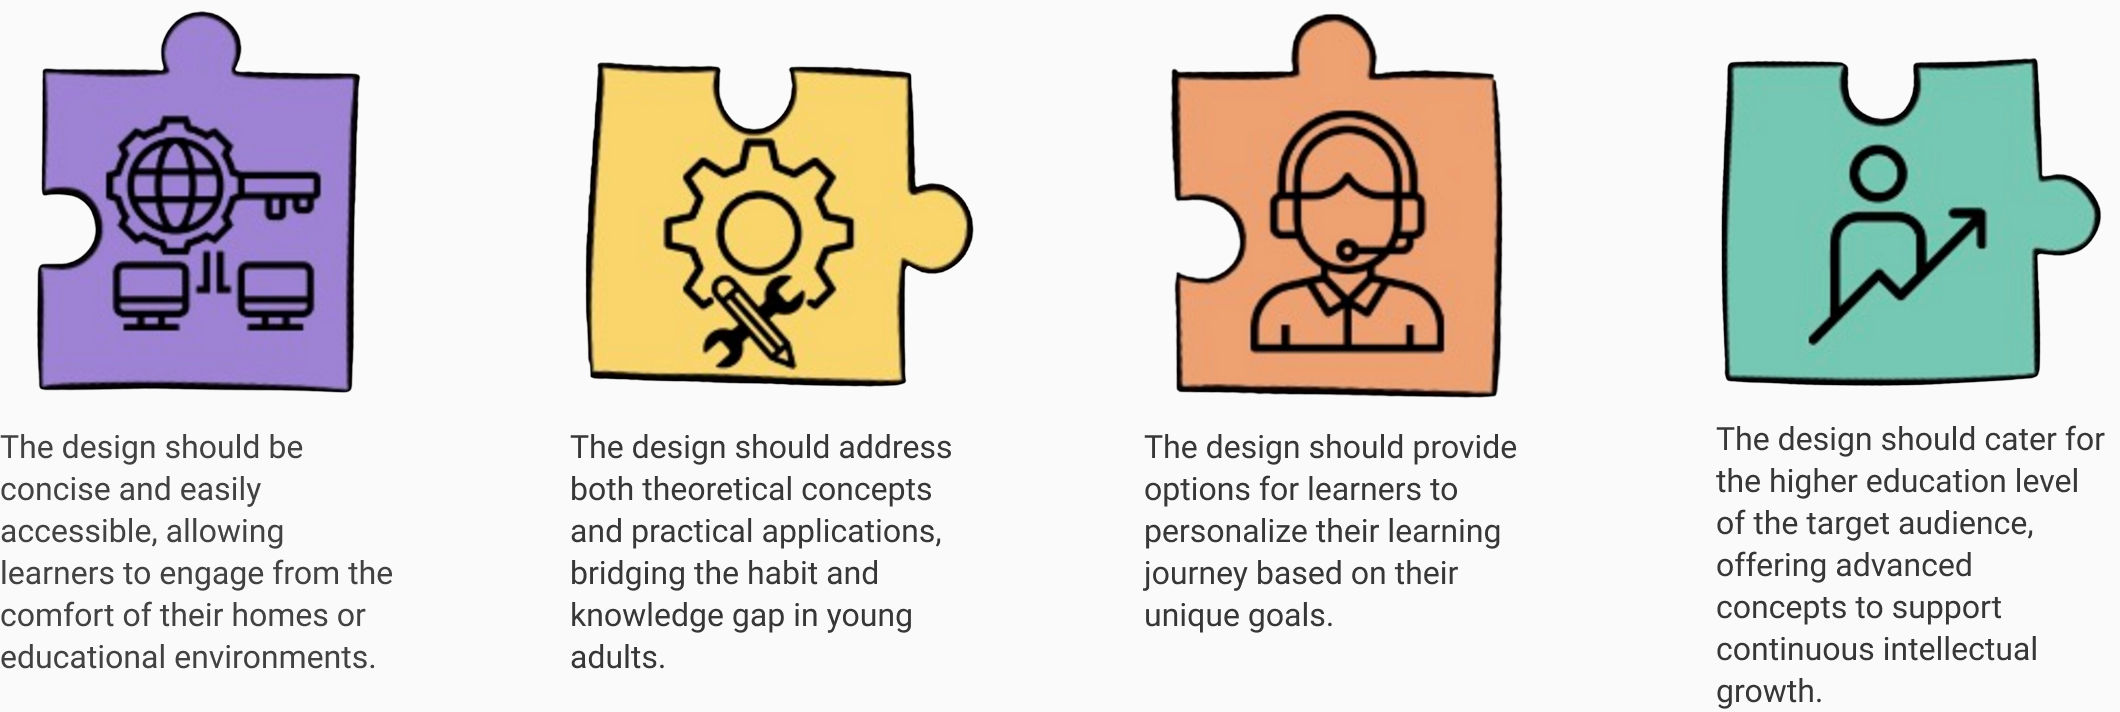 The design should be
concise and easily
accessible, allowing
learners to engage from the
comfort of their homes or
educational environments.
The design should address
both theoretical concepts
and practical applications,
bridging the habit and
knowledge gap in young
adults.
The design should provide
options for learners to
personalize their learning
journey based on their
unique goals.
The design should cater for
the higher education level
of the target audience,
offering advanced
concepts to support
continuous intellectual
growth.